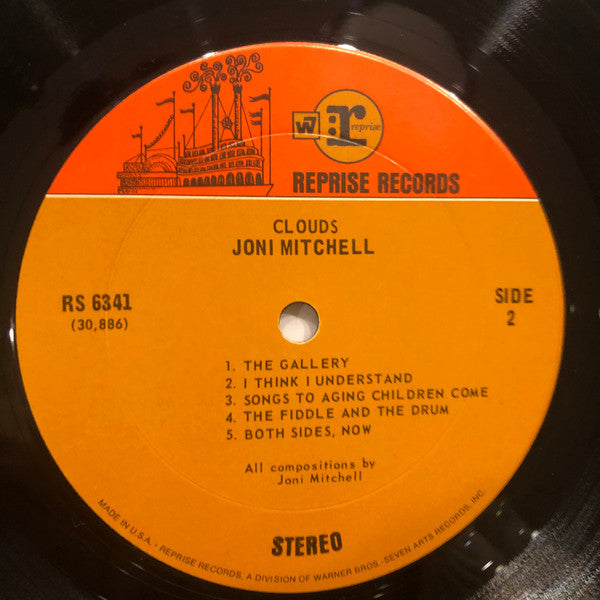 W
r
reprise
REPRISE RECORDS
CLOUDS
JONI MITCHELL
RS 6341
(30,886)
SIDE
2
1. THE GALLERY
2. I THINK I UNDERSTAND
3. SONGS TO AGING CHILDREN COME
4. THE FIDDLE AND THE DRUM
5. BOTH SIDES, NOW
All compositions by
Joni Mitchell
STEREO
MADE IN U.S.A. • REPRISE RECORDS, A DIVISION OF WARNER BROS.-SEVEN ARTS RECORDS, INC.